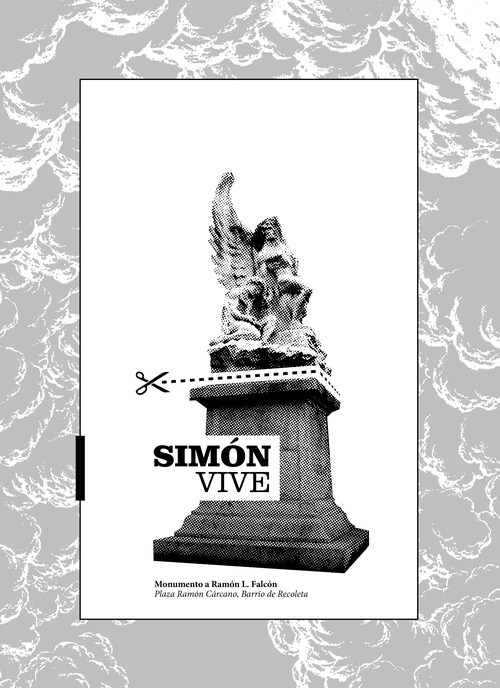 SIMÓN
VIVE
Monumento a Ramón L. Falcón
Plaza Ramón Cárcano, Barrio de Recoleta